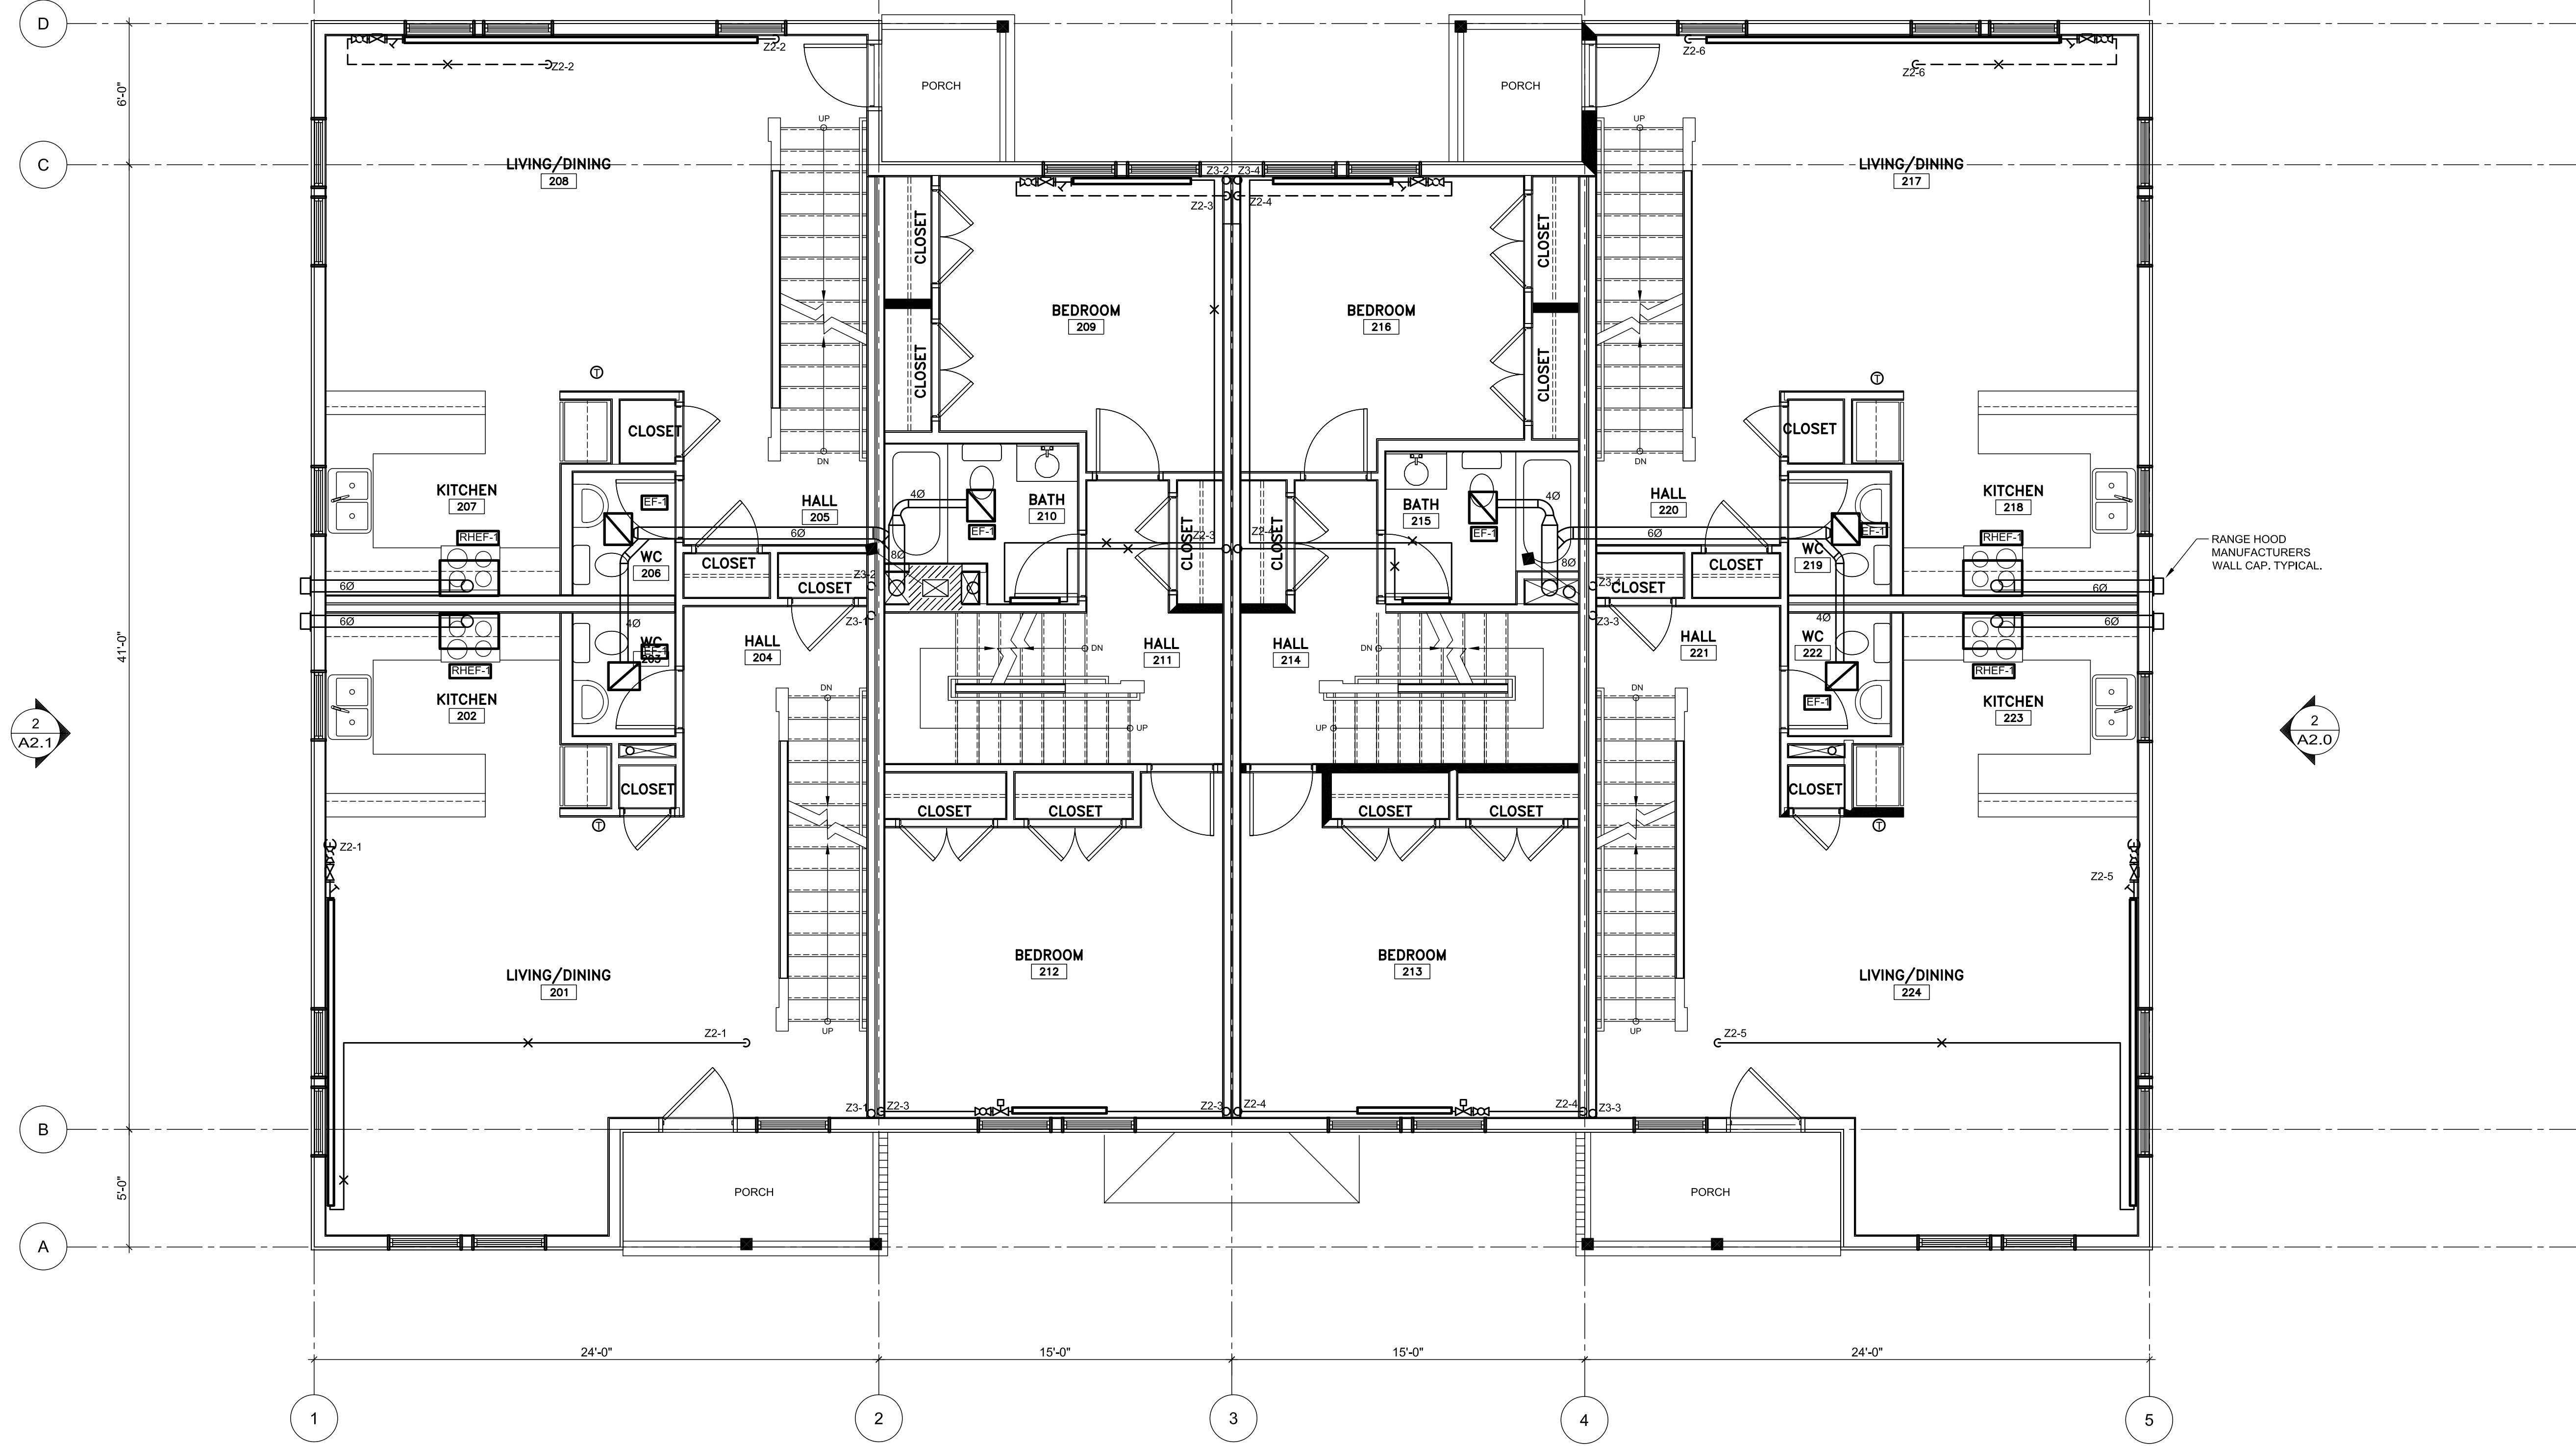 D
Z2-2
Z2-6
Z2-2
Z2-6
6'-0"
PORCH
PORCH
UP
UP
C
LIVING/DINING
208
Z3-2
Z3-4
LIVING/DINING
217
Z2-3
Z2-4
CLOSET
CLOSET
BEDROOM
209
BEDROOM
216
CLOSET
CLOSET
T
T
CLOSET
CLOSET
DN
DN
KITCHEN
207
EF-1
HALL
205
4Ø
BATH
210
BATH
215
4Ø
HALL
220
KITCHEN
218
RHEF-1
6Ø
EF-1
CLOSET
Z2-3
CLOSET
Z2-4
EF-1
6Ø
EF-1
RHEF-1
RANGE HOOD
MANUFACTURERS
WALL CAP. TYPICAL.
WC
206
CLOSET
CLOSET
Z3-2
8Ø
8Ø
Z3-4
CLOSET
CLOSET
WC
219
6Ø
6Ø
6Ø
4Ø
Z3-1
Z3-3
4Ø
6Ø
WC
203
EF-1
HALL
204
DN
HALL
211
HALL
214
DN
HALL
221
WC
222
41'-0"
RHEF-1
RHEF-1
KITCHEN
202
DN
UP
UP
DN
EF-1
KITCHEN
223
2
A2.1
2
A2.0
CLOSET
CLOSET
CLOSET
CLOSET
CLOSET
CLOSET
T
T
Z2-1
Z2-5
LIVING/DINING
201
BEDROOM
212
BEDROOM
213
LIVING/DINING
224
Z2-1
UP
UP
Z2-5
Z3-1
Z2-3
Z2-3
Z2-4
Z2-4
Z3-3
B
5'-0"
PORCH
PORCH
A
24'-0"
15'-0"
15'-0"
24'-0"
1
2
3
4
5